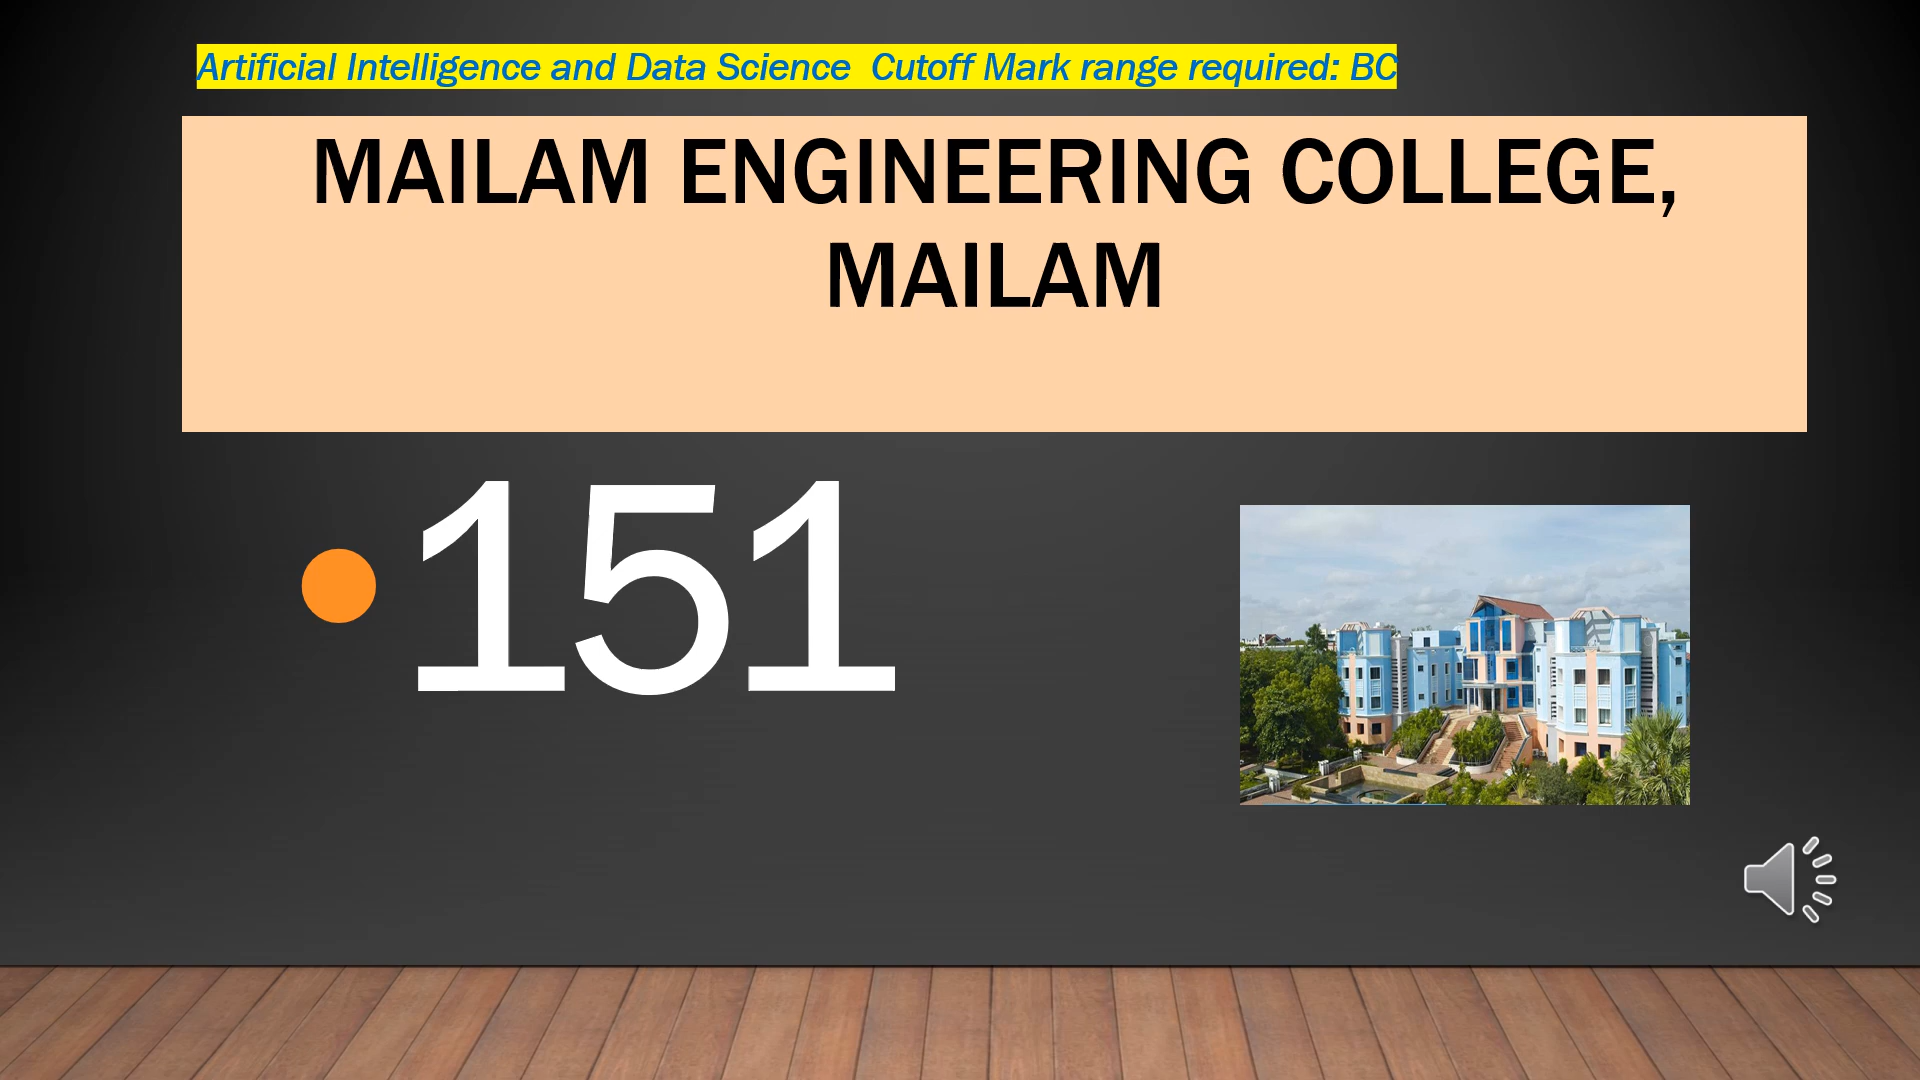 Artificial Intelligence and Data Science  Cutoff Mark range required: BC
MAILAM ENGINEERING COLLEGE,
MAILAM
151